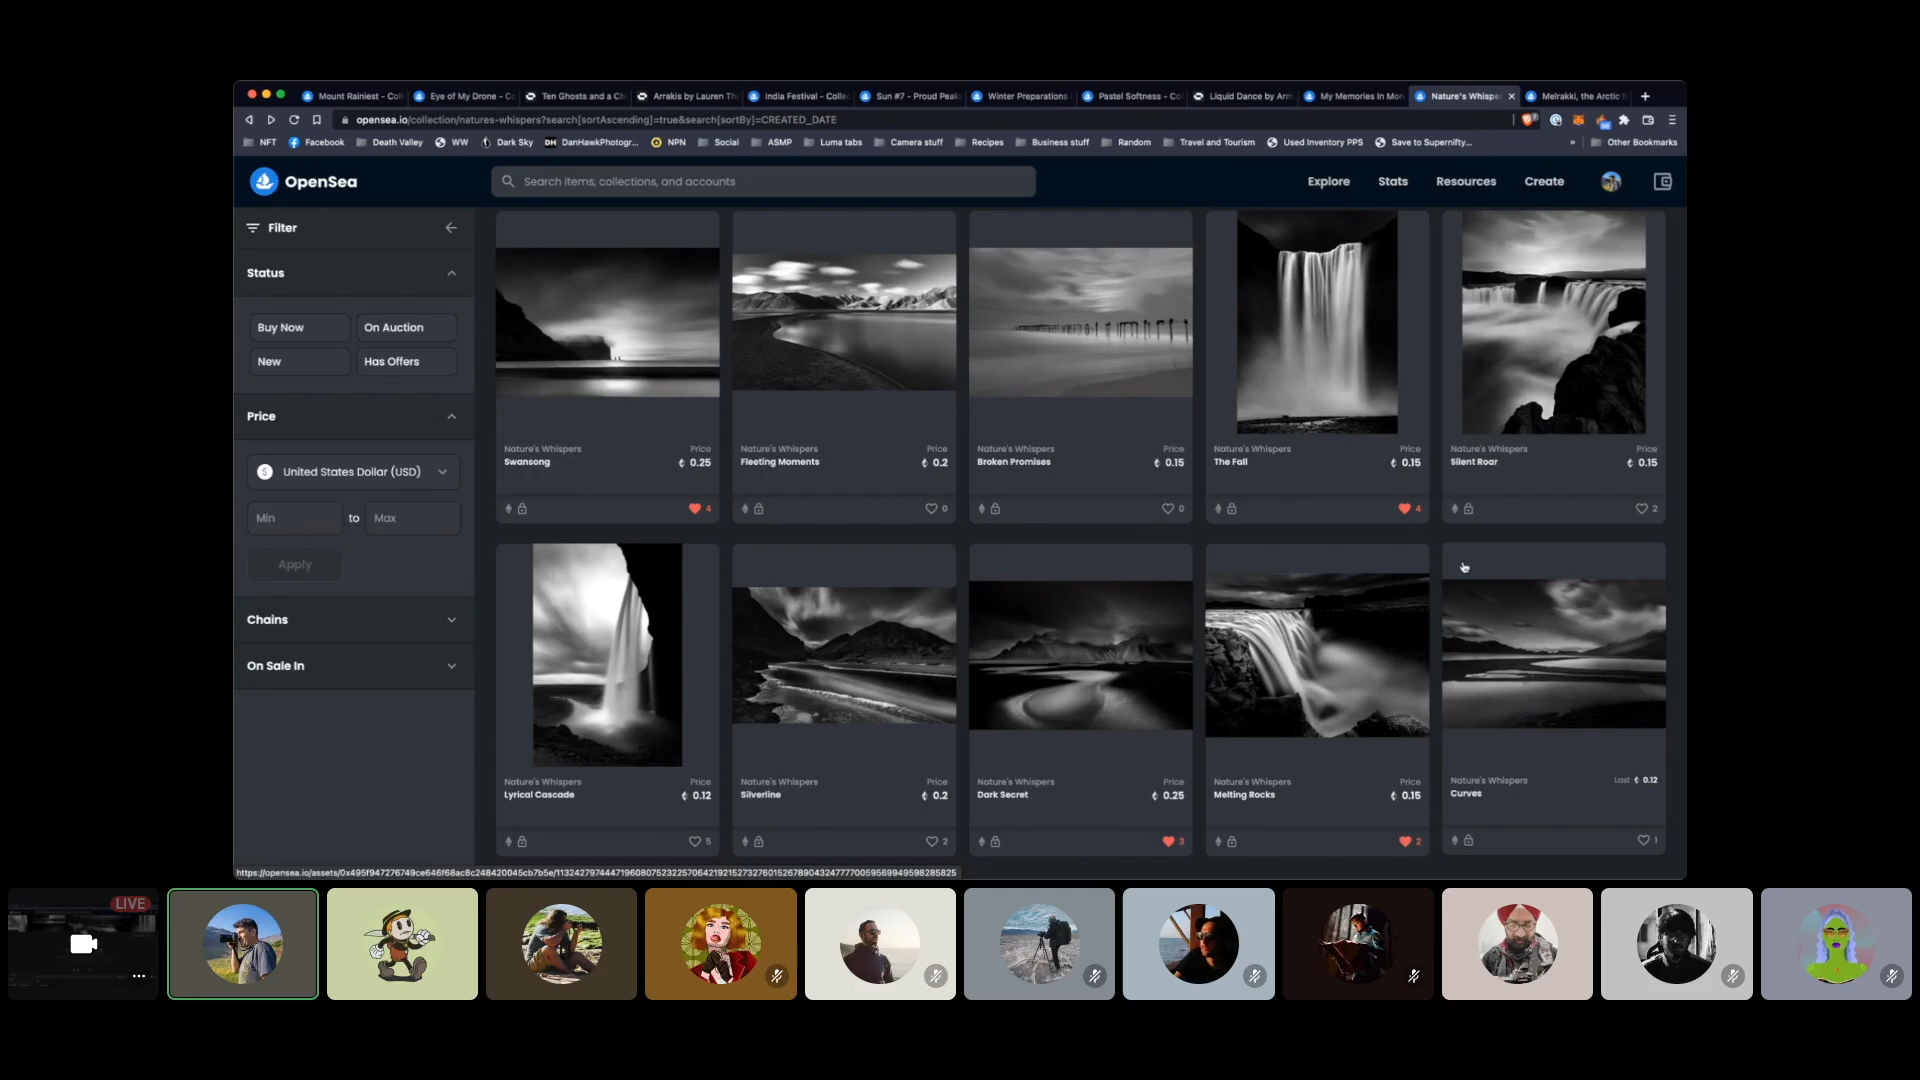 Mount Rainiest - Col
Eye of My Drone - Co
Ten Ghosts and a Ch
Arrakis by Lauren Th
India Festival - Colle
Sun #7 - Proud Peak
Winter Preparations
Pastel Softness - Co
Liquid Dance by Arm
My Memories In Mon
Nature's Whispe
Melrakki, the Arctic
opensea.io/collection/natures-whispers?search[sortAscending]=true&search[sortBy]=CREATED_DATE
NFT
Facebook
Death Valley
WW
Dark Sky
DH DanHawkPhotogr...
NPN
Social
ASMP
Luma tabs
Camera stuff
Recipes
Business stuff
Random
Travel and Tourism
Used Inventory PPS
Save to Supernifty...
»
Other Bookmarks
OpenSea
Search items, collections, and accounts
Explore
Stats
Resources
Create
Filter
Status
Buy Now
On Auction
New
Has Offers
Price
United States Dollar (USD)
Min
to
Max
Apply
Chains
On Sale In
Nature's Whispers Price
Swansong 0.25
4
Nature's Whispers Price
Fleeting Moments 0.2
0
Nature's Whispers Price
Broken Promises 0.15
0
Nature's Whispers Price
The Fall 0.15
4
Nature's Whispers Price
Silent Roar 0.15
2
Nature's Whispers Price
Lyrical Cascade 0.12
5
Nature's Whispers Price
Silverline 0.2
2
Nature's Whispers Price
Dark Secret 0.25
3
Nature's Whispers Price
Melting Rocks 0.15
2
Nature's Whispers Last 0.12
Curves
1
LIVE